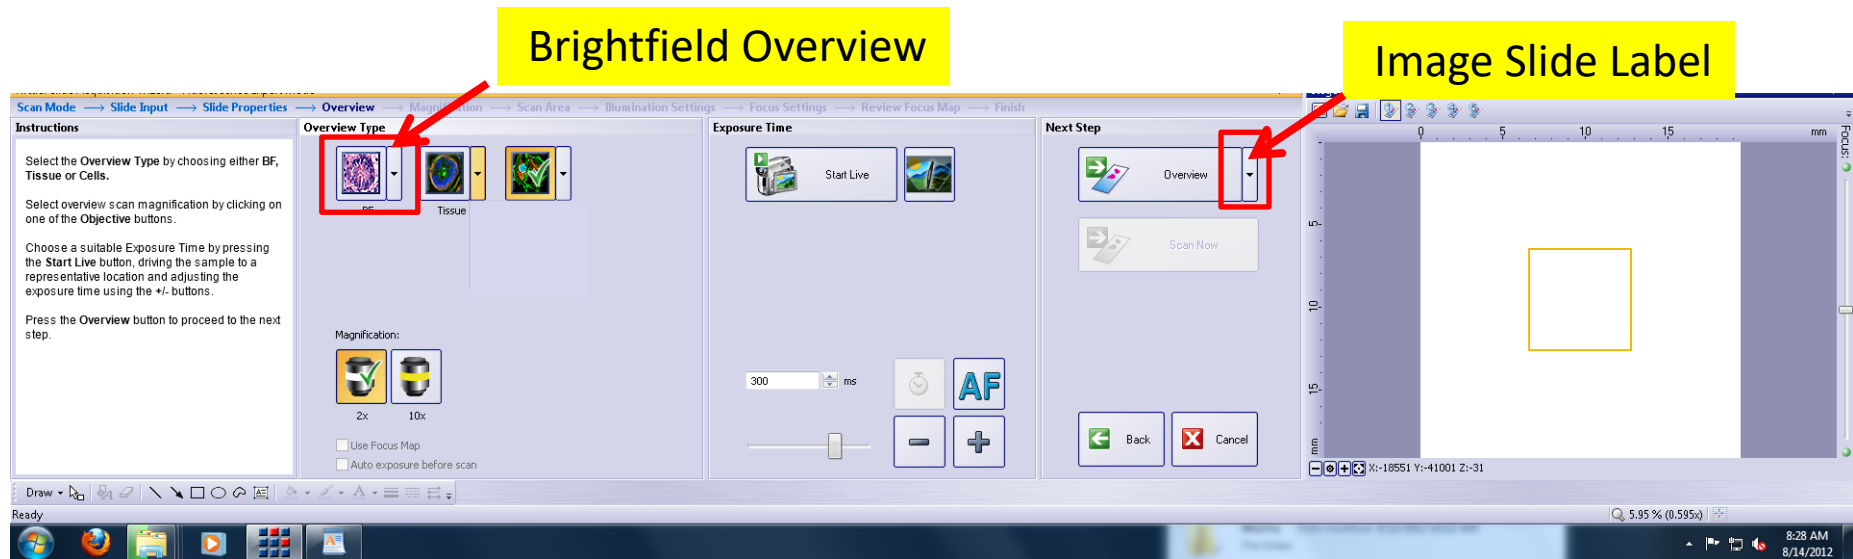 Brightfield Overview
Image Slide Label
Scan Mode → Slide Input → Slide Properties → Overview → Magnification → Scan Area → Illumination Settings → Focus Settings → Review Focus Map → Finish
Instructions
Select the Overview Type by choosing either BF,
Tissue or Cells.
Select overview scan magnification by clicking on
one of the Objective buttons.
Choose a suitable Exposure Time by pressing
the Start Live button, driving the sample to a
representative location and adjusting the
exposure time using the +/- buttons.
Press the Overview button to proceed to the next
step.
Overview Type
Tissue
Magnification:
2x 10x
Use Focus Map
Auto exposure before scan
Exposure Time
Start Live
300 ms
AF
Next Step
Overview
Scan Now
Back Cancel
0 5 10 15 mm
Focus:
5
10
15
mm
X:-18551 Y:-41001 Z:-31
Draw
Ready
5.95 % (0.595x)
8:28 AM
8/14/2012